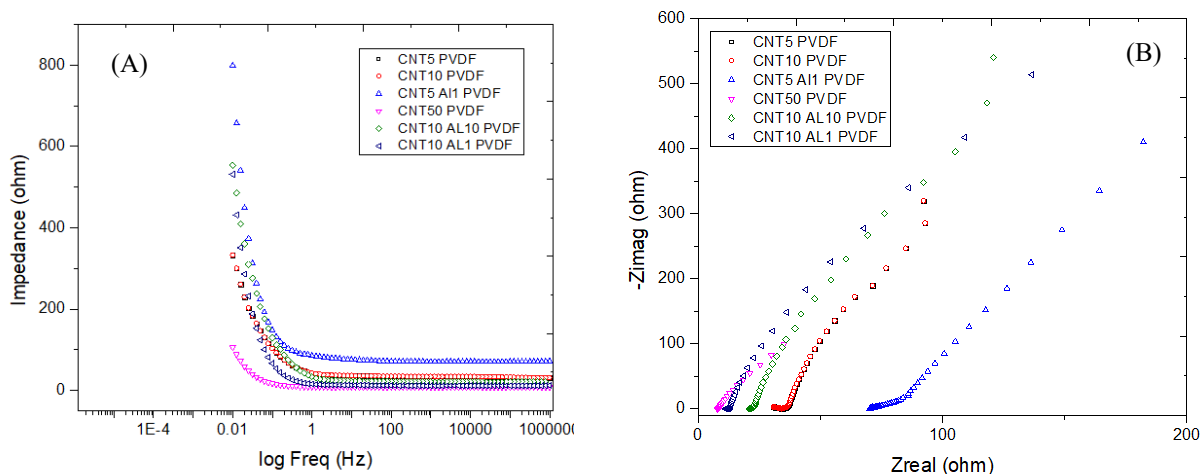 (A)
CNT5 PVDF
CNT10 PVDF
CNT5 Al1 PVDF
CNT50 PVDF
CNT10 AL10 PVDF
CNT10 AL1 PVDF
800
600
400
200
0
Impedance (ohm)
1E-4
0.01
1
100
10000
1000000
log Freq (Hz)
(B)
CNT5 PVDF
CNT10 PVDF
CNT5 Al1 PVDF
CNT50 PVDF
CNT10 AL10 PVDF
CNT10 AL1 PVDF
-600
-500
-400
-300
-200
-100
0
-Zimag (ohm)
0
100
200
Zreal (ohm)